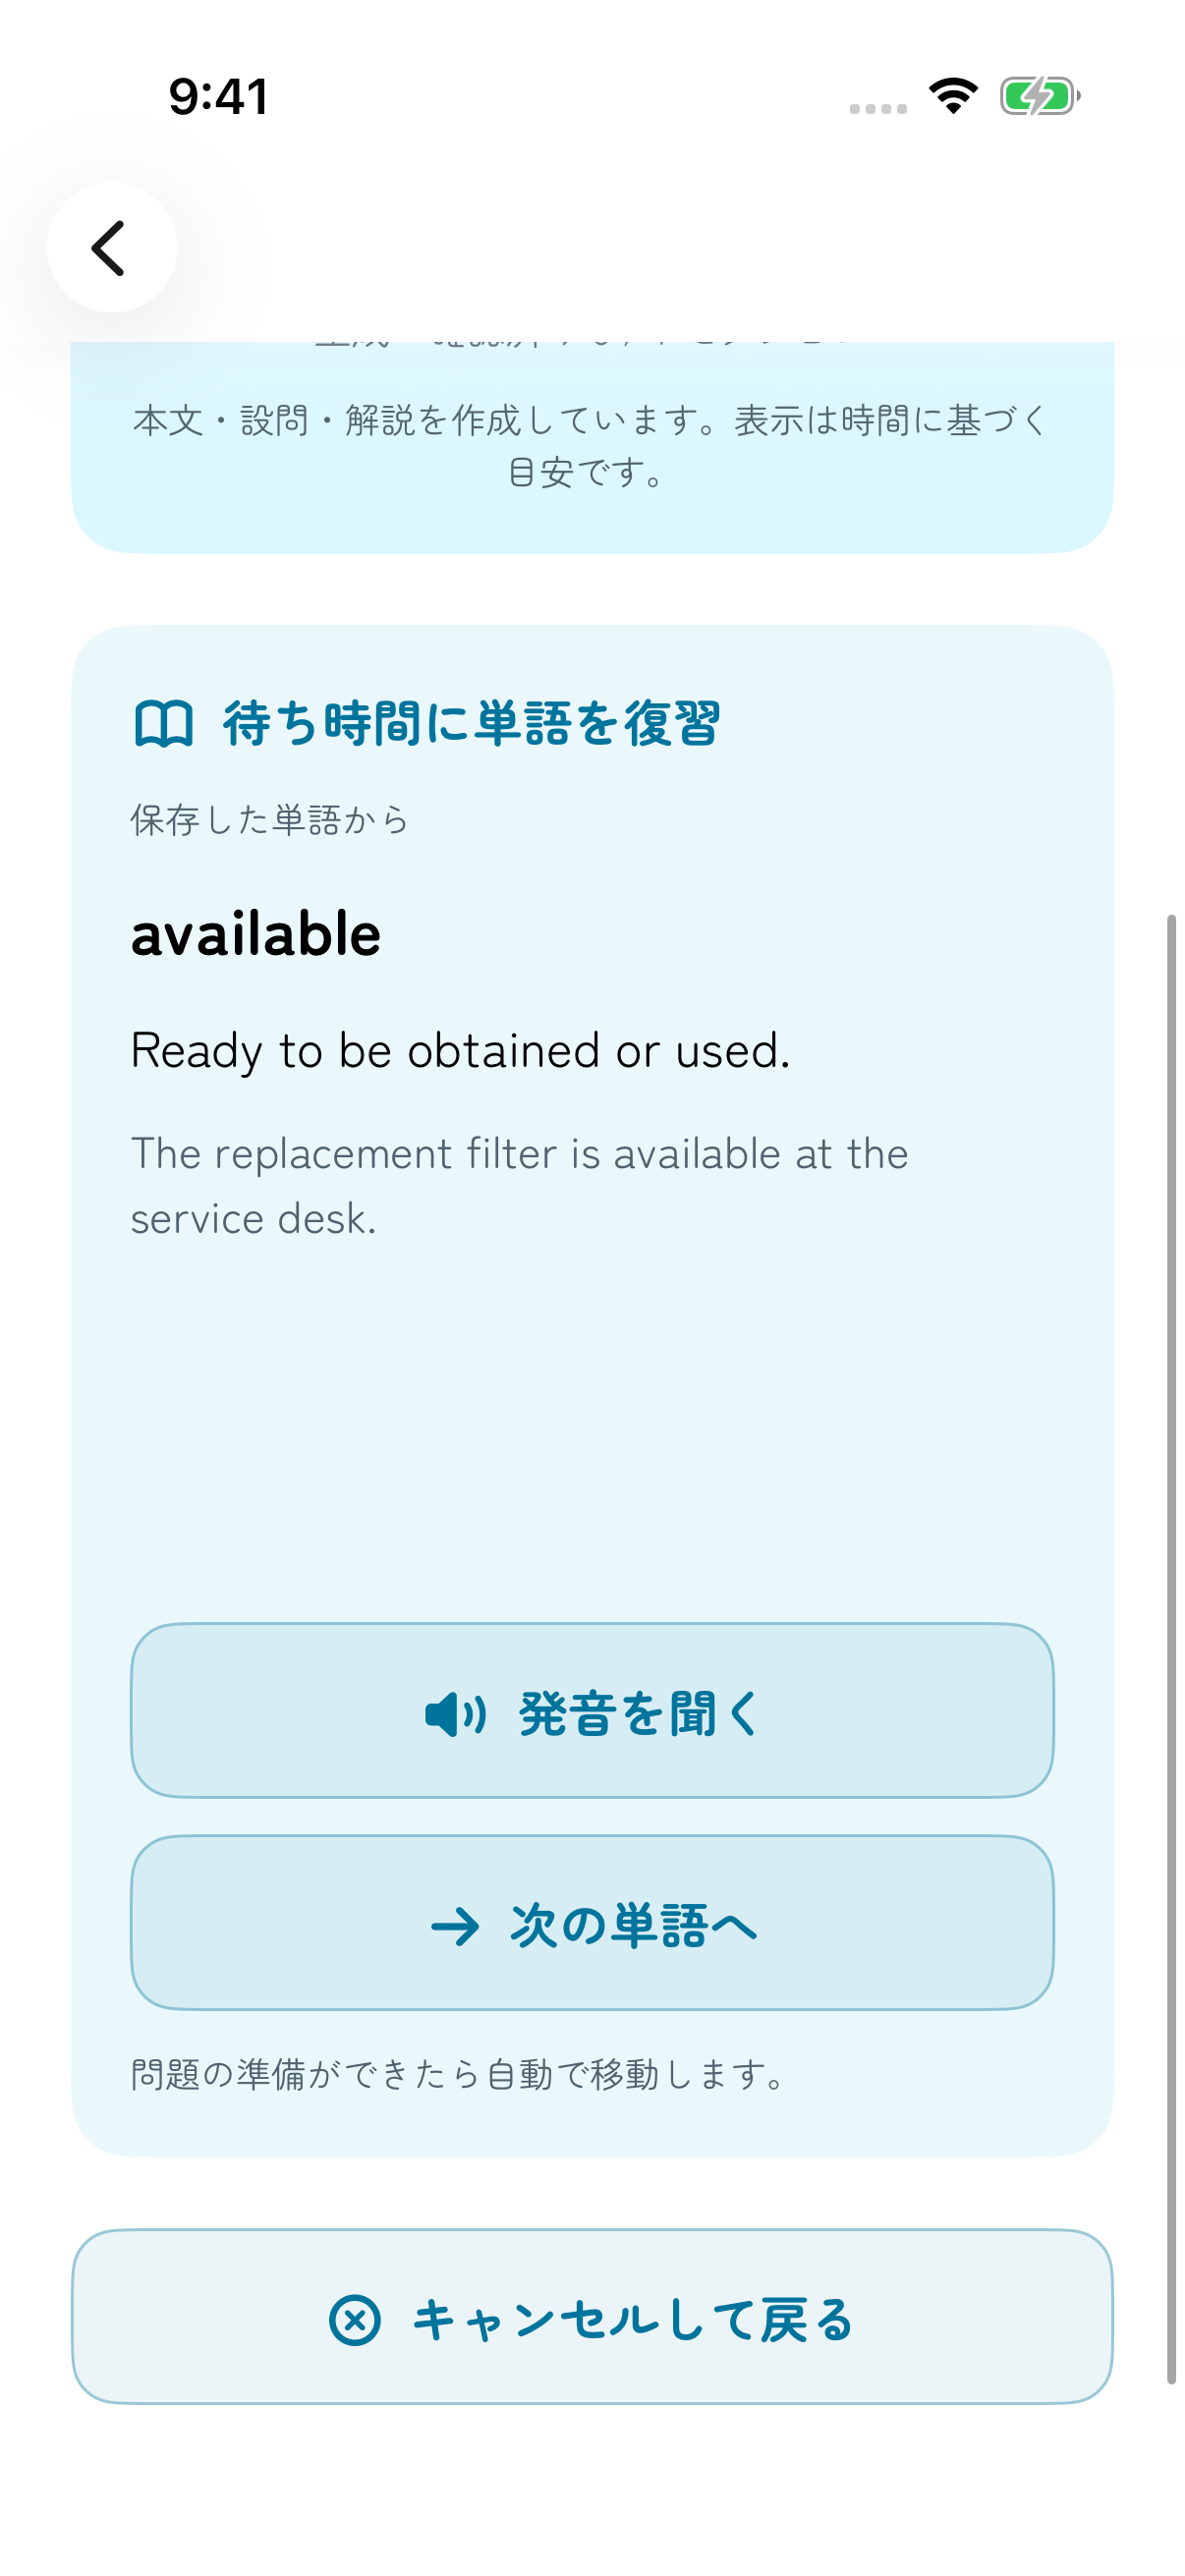 9:41
本文・設問・解説を作成しています。表示は時間に基づく
目安です。
待ち時間に単語を復習
保存した単語から
available
Ready to be obtained or used.
The replacement filter is available at the
service desk.
発音を聞く
次の単語へ
問題の準備ができたら自動で移動します。
キャンセルして戻る